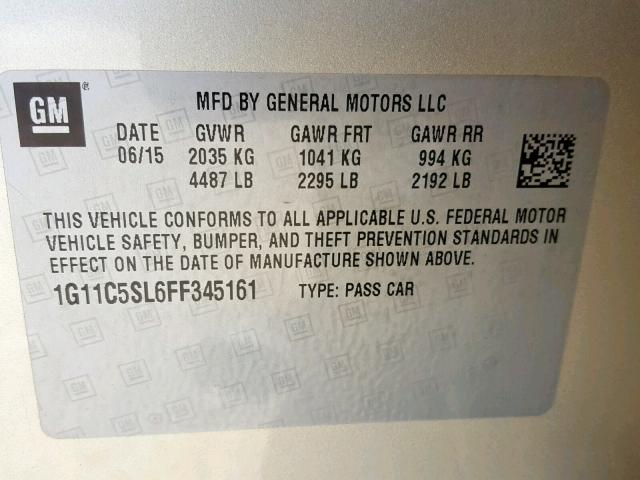 GM ®
MFD BY GENERAL MOTORS LLC
DATE GVWR GAWR FRT GAWR RR
06/15 2035 KG 1041 KG 994 KG
4487 LB 2295 LB 2192 LB
THIS VEHICLE CONFORMS TO ALL APPLICABLE U.S. FEDERAL MOTOR
VEHICLE SAFETY, BUMPER, AND THEFT PREVENTION STANDARDS IN
EFFECT ON THE DATE OF MANUFACTURE SHOWN ABOVE.
1G11C5SL6FF345161 TYPE: PASS CAR